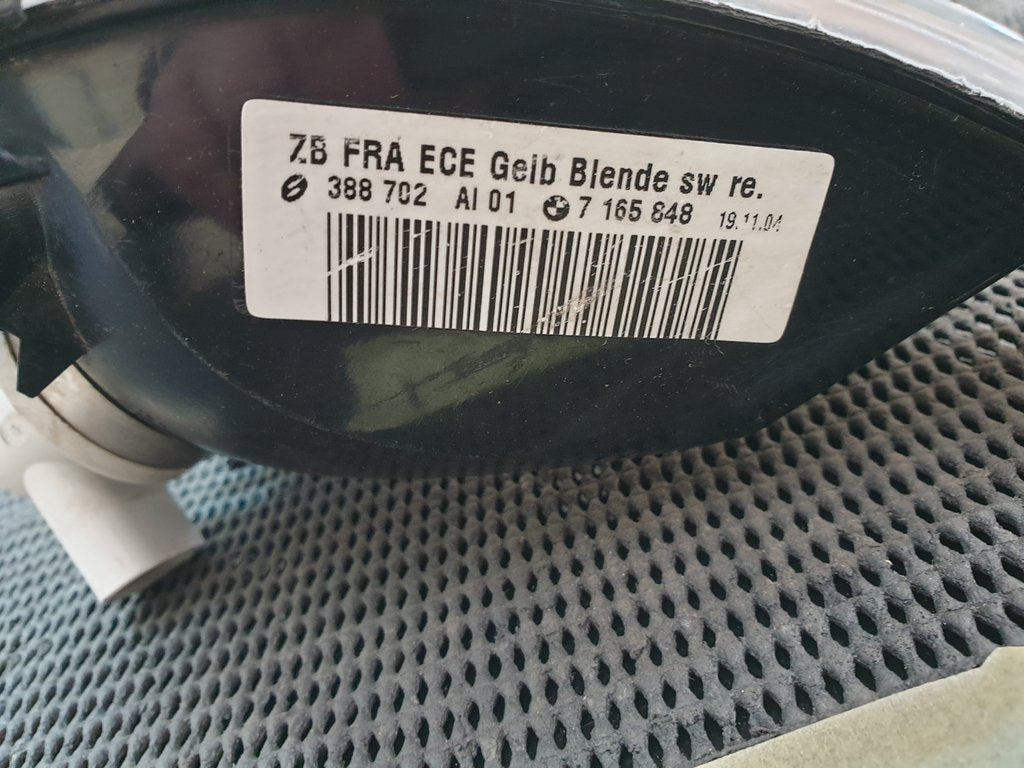 ZB FRA ECE Gelb Blende sw re.
388 702 AI 01 7 165 848 19.11.04